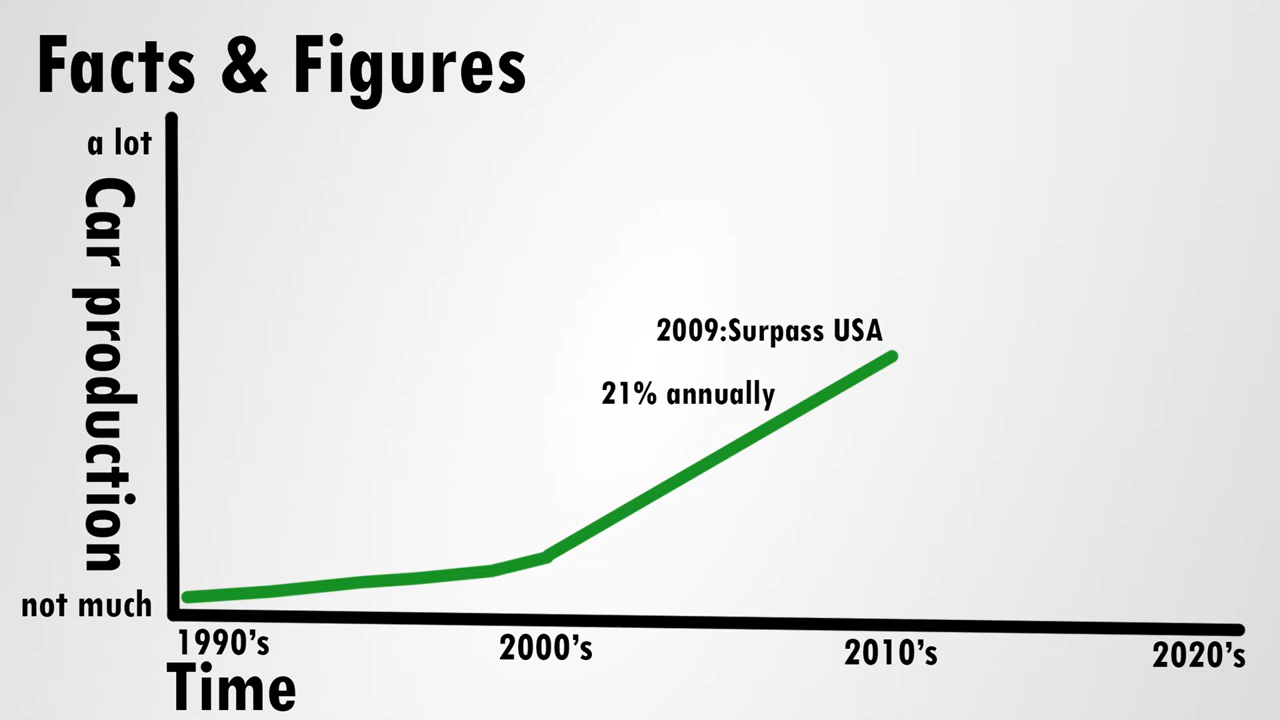 Facts & Figures
a lot
Car production
not much
2009:Surpass USA
21% annually
1990’s
2000’s
2010’s
2020’s
Time